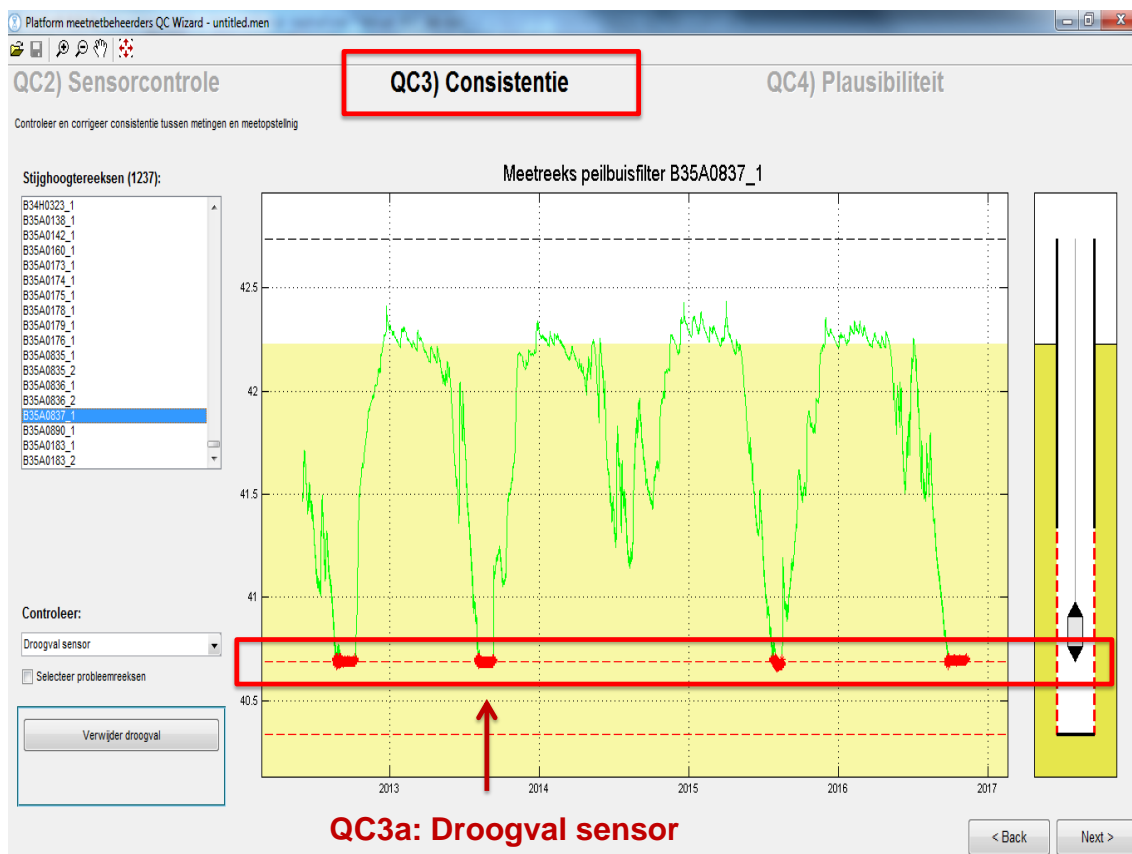 Platform meetnetbeheerders QC Wizard - untitled.men
QC2) Sensorcontrole
QC3) Consistentie
QC4) Plausibiliteit
Controleer en corrigeer consistentie tussen metingen en meetopstellnig
Stijghoogtereeksen (1237):
B34H0323_1
B35A0138_1
B35A0142_1
B35A0160_1
B35A0173_1
B35A0174_1
B35A0175_1
B35A0178_1
B35A0179_1
B35A0176_1
B35A0835_1
B35A0835_2
B35A0836_1
B35A0836_2
B35A0837_1
B35A0890_1
B35A0183_1
B35A0183_2
Controleer:
Droogval sensor
Selecteer probleemreeksen
Verwijder droogval
Meetreeks peilbuisfilter B35A0837_1
42.5
42
41.5
41
40.5
2013
2014
2015
2016
2017
QC3a: Droogval sensor
< Back
Next >